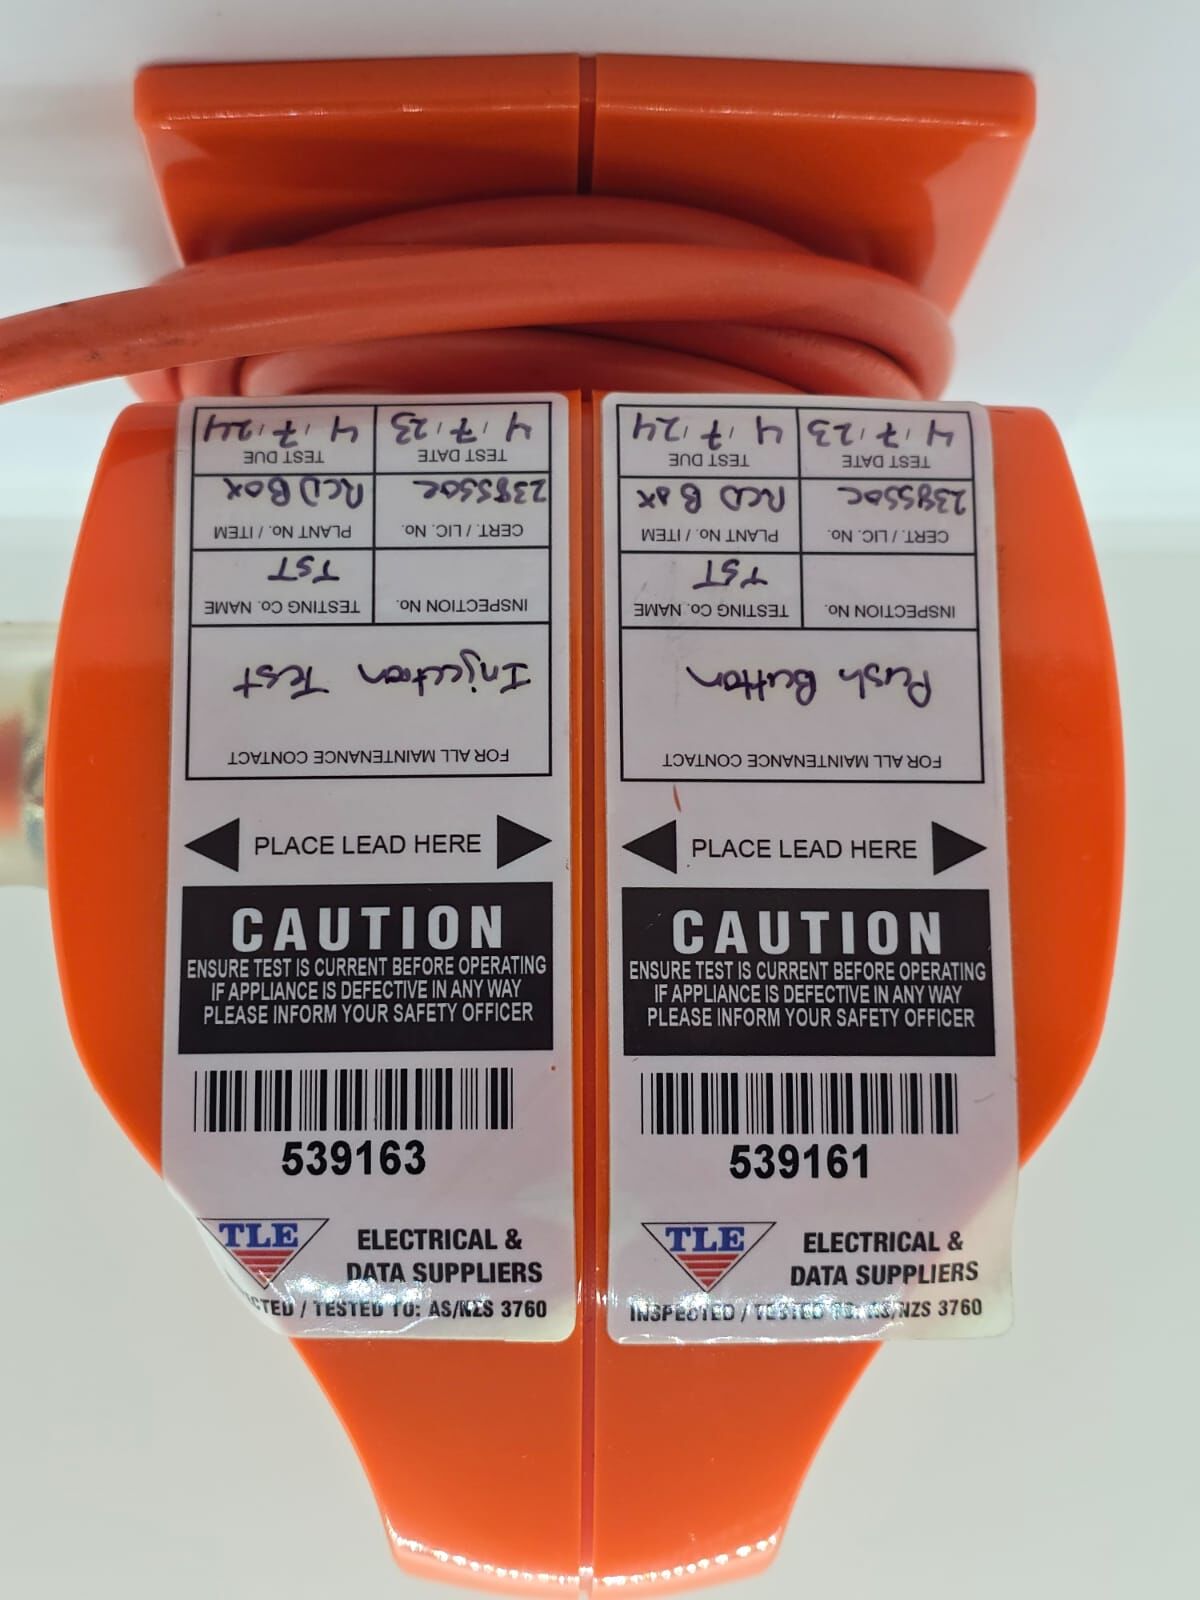 FOR ALL MAINTENANCE CONTACT
Injection Test
INSPECTION No. TESTING Co. NAME
TST
CERT. / LIC. No. PLANT No. / ITEM
238550C RCD Box
TEST DATE TEST DUE
4/7/23 4/7/24
PLACE LEAD HERE
CAUTION
ENSURE TEST IS CURRENT BEFORE OPERATING
IF APPLIANCE IS DEFECTIVE IN ANY WAY
PLEASE INFORM YOUR SAFETY OFFICER
539163
TLE
ELECTRICAL &
DATA SUPPLIERS
CTED / TESTED TO: AS/NZS 3760
FOR ALL MAINTENANCE CONTACT
Push Button
INSPECTION No. TESTING Co. NAME
TST
CERT. / LIC. No. PLANT No. / ITEM
238550C RCD Box
TEST DATE TEST DUE
4/7/23 4/7/24
PLACE LEAD HERE
CAUTION
ENSURE TEST IS CURRENT BEFORE OPERATING
IF APPLIANCE IS DEFECTIVE IN ANY WAY
PLEASE INFORM YOUR SAFETY OFFICER
539161
TLE
ELECTRICAL &
DATA SUPPLIERS
INSPECTED / TESTED TO: AS/NZS 3760